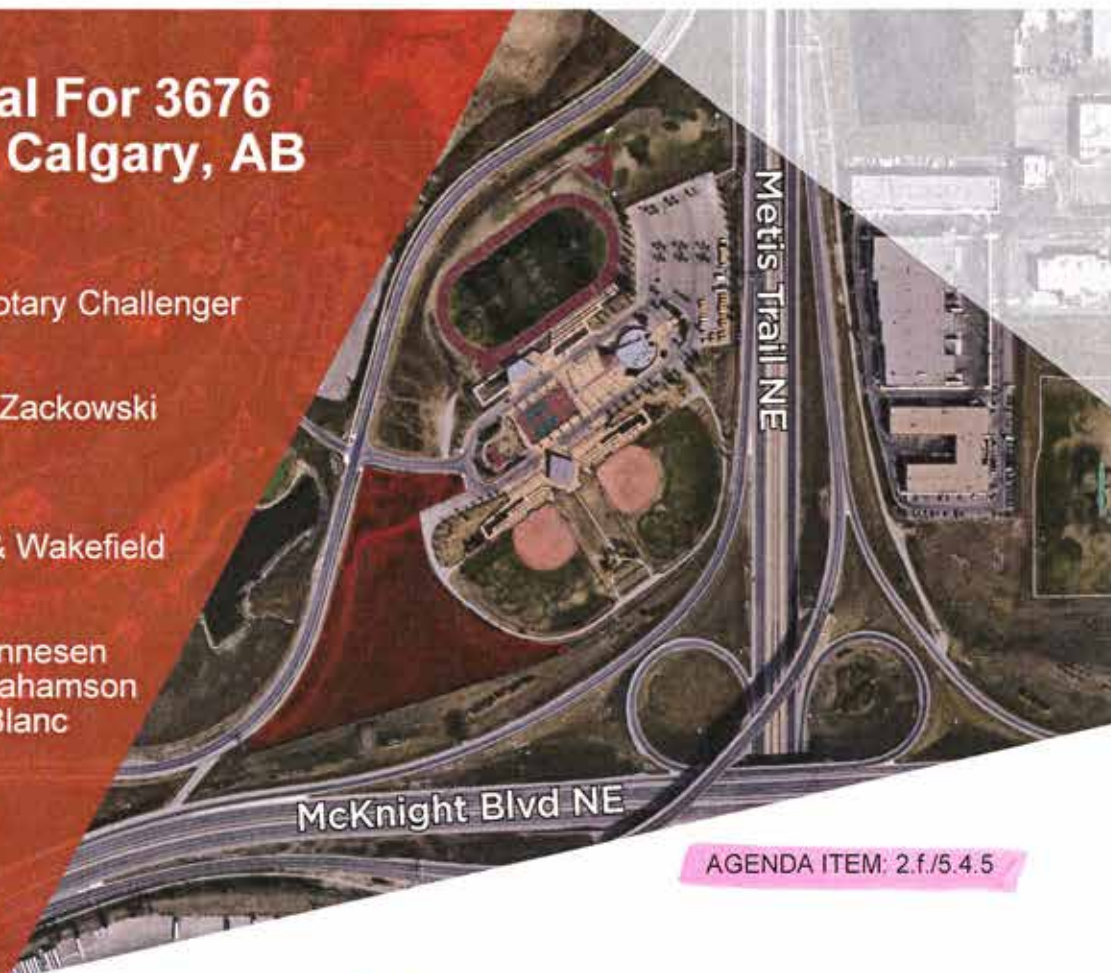 al For 3676
Calgary, AB
otary Challenger
Zackowski
& Wakefield
nnesen
ahamson
Blanc
Metis Trail NE
McKnight Blvd NE
AGENDA ITEM: 2.f./5.4.5